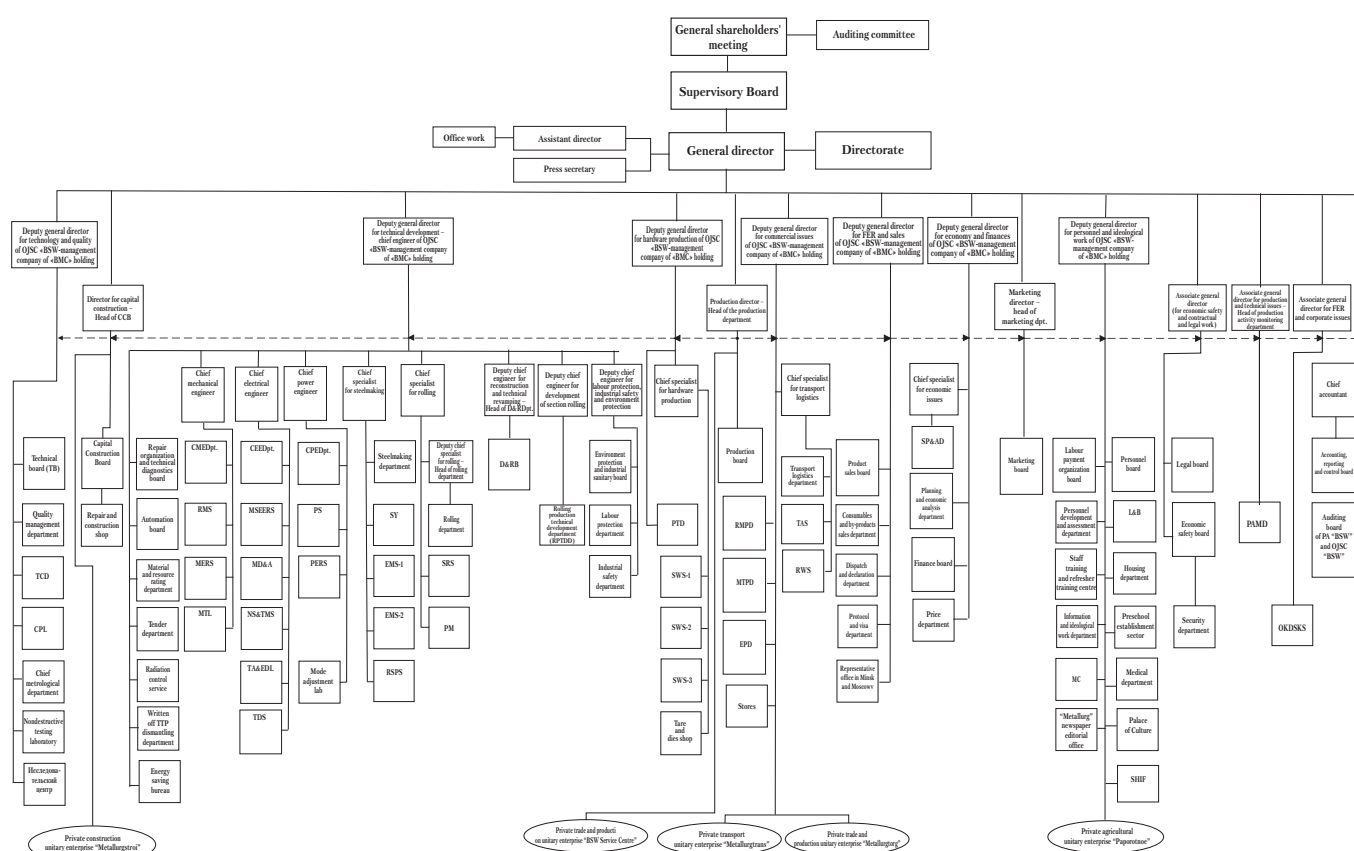 General shareholders'
meeting
Auditing committee
Supervisory Board
Office work
Assistant director
General director
Directorate
Press secretary
Deputy general director
for technology and quality
of OJSC «BSW-management
company of «BMC» holding
Deputy general director
for technical development –
chief engineer of OJSC
«BSW-management company
of «BMC» holding
Deputy general director
for hardware production of OJSC
«BSW-management
company of «BMC» holding
Deputy general director
for commercial issues
of OJSC «BSW-management
company of «BMC» holding
Deputy general director
for FER and sales
of OJSC «BSW-management
company of «BMC» holding
Deputy general director
for economy and finances
of OJSC «BSW-management
company of «BMC» holding
Deputy general director
for personnel and ideological
work of OJSC «BSW-
management company
of «BMC» holding
Director for capital
construction –
Head of CCB
Production director –
Head of the production
department
Marketing
director –
head of
marketing dpt.
Associate general
director
(for economic safety
and contractual
and legal work)
Associate general
director for production
and technical issues –
Head of production
activity monitoring
department
Associate general
director for FER
and corporate issues
Chief
mechanical
engineer
Chief
electrical
engineer
Chief
power
engineer
Chief
specialist
for steelmaking
Chief
specialist
for rolling
Deputy chief
engineer for
reconstruction
and technical
revamping –
Head of D&RDpt.
Deputy chief
engineer for
development
of section rolling
Deputy chief
engineer for
labour protection,
industrial safety
and environment
protection
Chief specialist
for hardware
production
Chief specialist
for transport
logistics
Chief specialist
for economic
issues
Chief
accountant
Technical
board (TB)
Capital
Construction
Board
Repair
organization
and technical
diagnostics
board
CMEDpt.
CEEDpt.
CPEDpt.
Steelmaking
department
Deputy chief
specialist
for rolling –
Head of rolling
department
D&RB
Environment
protection
and industrial
sanitary board
Production
board
Transport
logistics
department
Product
sales board
SP&AD
Marketing
board
Labour
payment
organization
board
Personnel
board
Legal board
Accounting,
reporting
and control board
Quality
management
department
Repair and
construction
shop
Automation
board
RMS
MSEERS
PS
SY
Rolling
department
Rolling
production
technical
development
department
(RPTDD)
Labour
protection
department
PTD
RMPD
TAS
Consumables
and by-products
sales department
Planning
and economic
analysis
department
Personnel
development
and assessment
department
L&B
Economic
safety board
PAMD
Auditing
board
of PA “BSW”
and OJSC
“BSW”
TCD
Material
and resource
rating
department
MERS
MD&A
PERS
EMS-1
SRS
Industrial
safety
department
SWS-1
MTPD
RWS
Dispatch
and declaration
department
Finance board
Staff
training
and refresher
training centre
Housing
department
CPL
Tender
department
MTL
NS&TMS
EMS-2
PM
SWS-2
EPD
Protocol
and visa
department
Price
department
Information
and ideological
work department
Preschool
establishment
sector
Security
department
OKDSKS
Chief
metrological
department
Radiation
control
service
TA&EDL
Mode
adjustment
lab
RSPS
SWS-3
Stores
Representative
office in Minsk
and Moscowv
MC
Medical
department
Nondestructive
testing
laboratory
Written
off TTP
dismantling
department
TDS
Tare
and
dies shop
“Metallurg”
newspaper
editorial
office
Palace
of Culture
Исследова-
тельский
центр
Energy
saving
bureau
SHIF
Private construction
unitary enterprise “Metallurgstroi”
Private trade and producti
on unitary enterprise “BSW Service Centre”
Private transport
unitary enterprise “Metallurgtrans”
Private trade and
production unitary enterprise “Metallurgtorg”
Private agricultural
unitary enterprise “Paporotnoe”